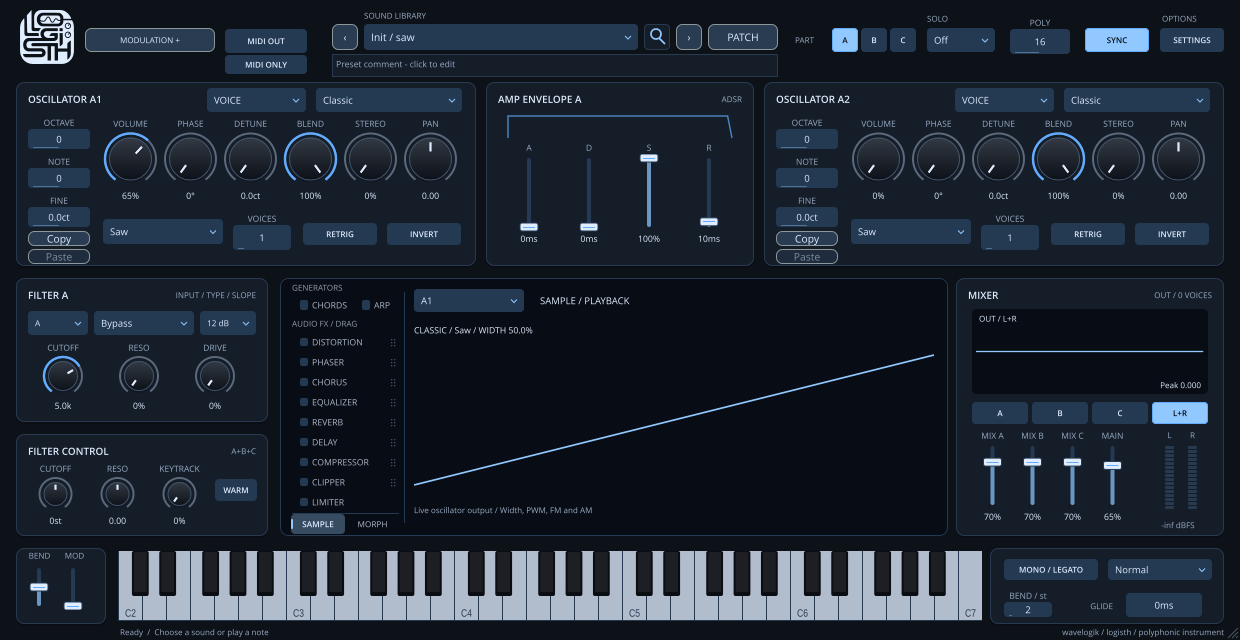 LOGISTH
MODULATION +
MIDI OUT
MIDI ONLY
SOUND LIBRARY
‹ Init / saw › PATCH
Preset comment - click to edit
PART A B C
SOLO
Off
POLY
16
SYNC
OPTIONS
SETTINGS
OSCILLATOR A1 VOICE Classic
OCTAVE VOLUME PHASE DETUNE BLEND STEREO PAN
0
NOTE
0
65% 0° 0.0ct 100% 0% 0.00
FINE
0.0ct
Copy
Paste
Saw
VOICES
1
RETRIG INVERT
AMP ENVELOPE A ADSR
A D S R
0ms 0ms 100% 10ms
OSCILLATOR A2 VOICE Classic
OCTAVE VOLUME PHASE DETUNE BLEND STEREO PAN
0
NOTE
0
0% 0° 0.0ct 100% 0% 0.00
FINE
0.0ct
Copy
Paste
Saw
VOICES
1
RETRIG INVERT
FILTER A INPUT / TYPE / SLOPE
A Bypass 12 dB
CUTOFF RESO DRIVE
5.0k 0% 0%
FILTER CONTROL A+B+C
CUTOFF RESO KEYTRACK
WARM
0st 0.00 0%
GENERATORS
CHORDS ARP
AUDIO FX / DRAG
DISTORTION
PHASER
CHORUS
EQUALIZER
REVERB
DELAY
COMPRESSOR
CLIPPER
LIMITER
SAMPLE MORPH
A1 SAMPLE / PLAYBACK
CLASSIC / Saw / WIDTH 50.0%
Live oscillator output / Width, PWM, FM and AM
MIXER OUT / 0 VOICES
OUT / L+R
Peak 0.000
A B C L+R
MIX A MIX B MIX C MAIN L R
70% 70% 70% 65%
-inf dBFS
BEND MOD
C2 C3 C4 C5 C6 C7
MONO / LEGATO Normal
BEND / st
2
GLIDE 0ms
Ready / Choose a sound or play a note
wavelogik / logisth / polyphonic instrument